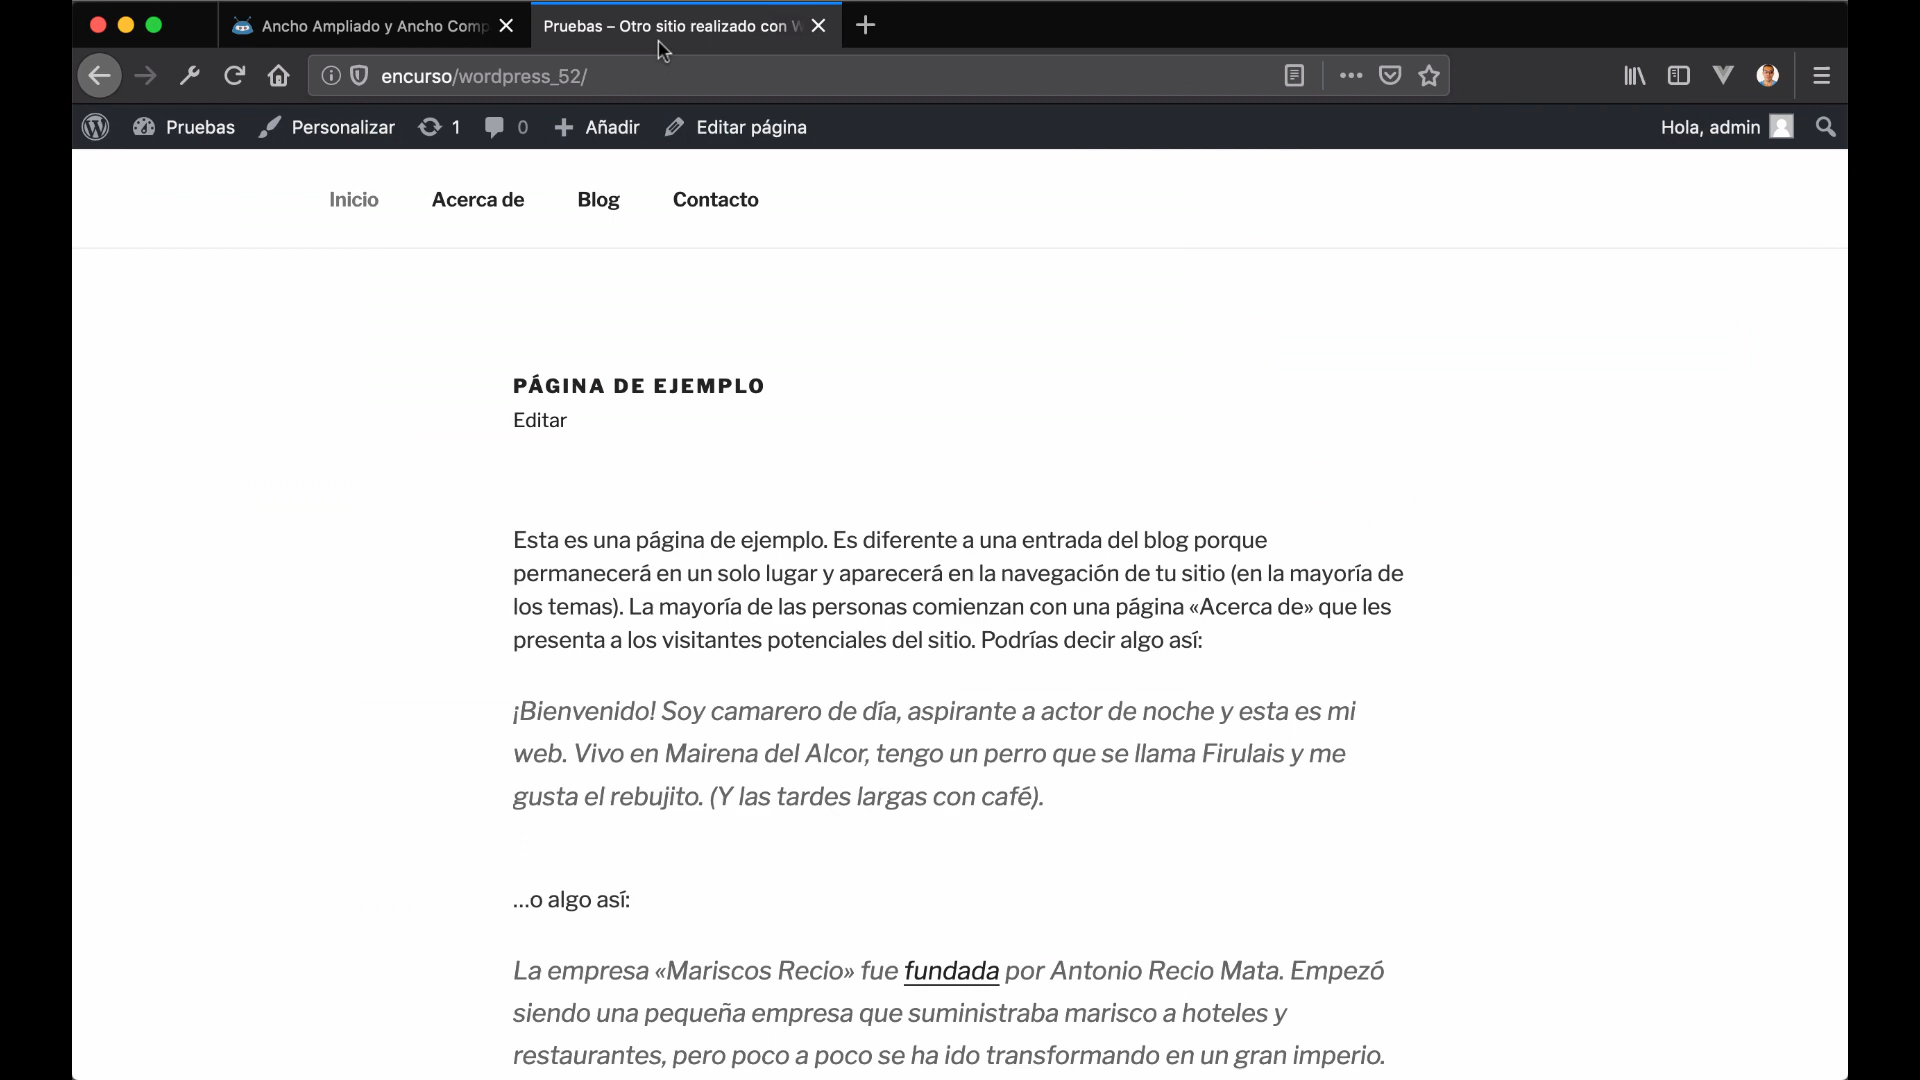 Ancho Ampliado y Ancho Comp
Pruebas – Otro sitio realizado con W
encurso/wordpress_52/
Pruebas
Personalizar
1
0
Añadir
Editar página
Hola, admin
Inicio
Acerca de
Blog
Contacto
PÁGINA DE EJEMPLO
Editar
Esta es una página de ejemplo. Es diferente a una entrada del blog porque
permanecerá en un solo lugar y aparecerá en la navegación de tu sitio (en la mayoría de
los temas). La mayoría de las personas comienzan con una página «Acerca de» que les
presenta a los visitantes potenciales del sitio. Podrías decir algo así:
¡Bienvenido! Soy camarero de día, aspirante a actor de noche y esta es mi
web. Vivo en Mairena del Alcor, tengo un perro que se llama Firulais y me
gusta el rebujito. (Y las tardes largas con café).
…o algo así:
La empresa «Mariscos Recio» fue fundada por Antonio Recio Mata. Empezó
siendo una pequeña empresa que suministraba marisco a hoteles y
restaurantes, pero poco a poco se ha ido transformando en un gran imperio.